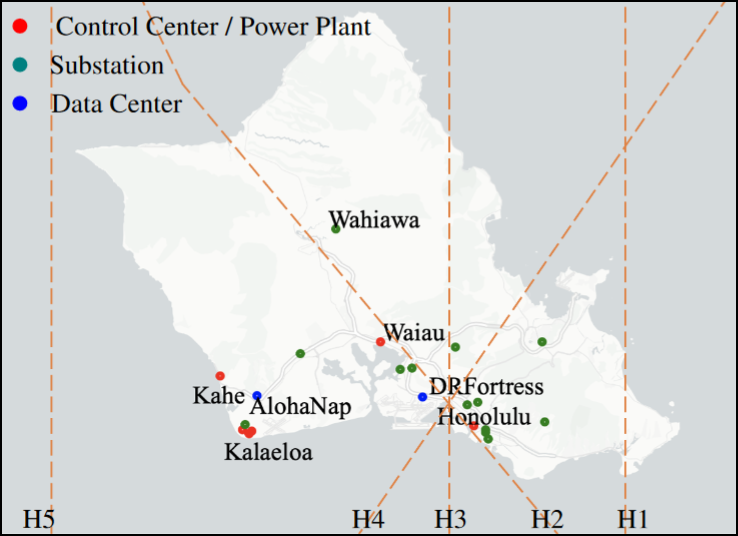 Control Center / Power Plant
Substation
Data Center
Wahiawa
Waiau
DRFortress
Kahe
AlohaNap
Honolulu
Kalaeloa
H5
H4
H3
H2
H1